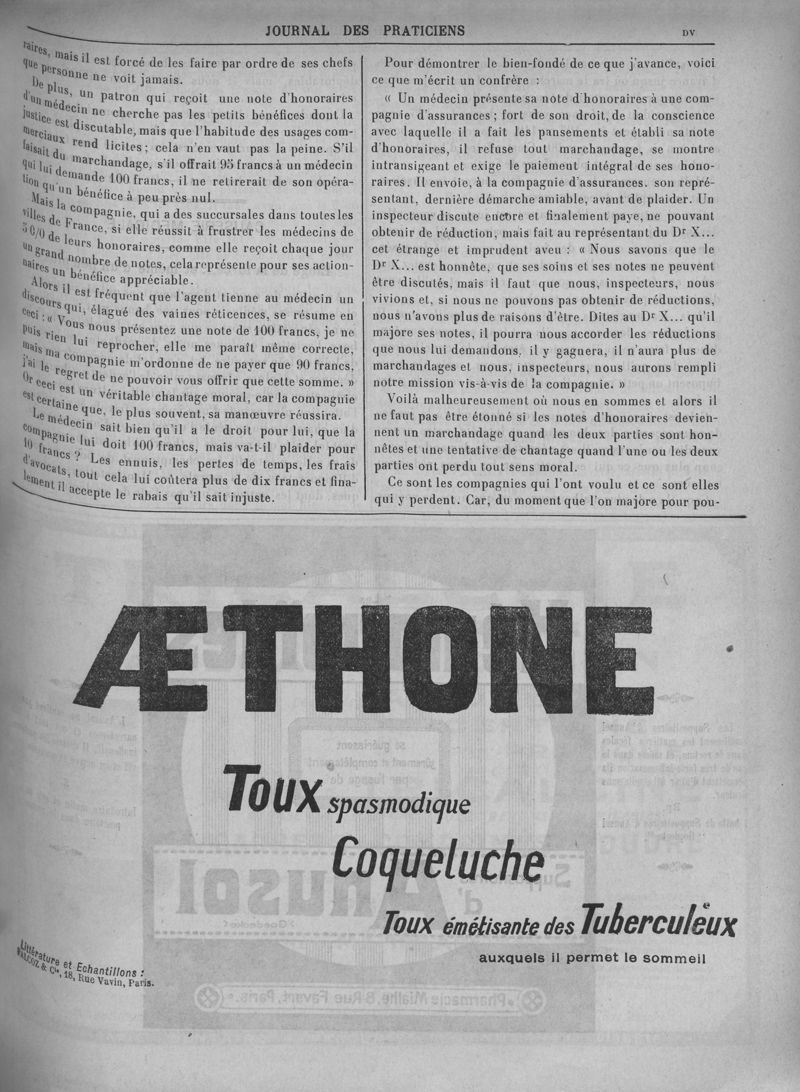 JOURNAL DES PRATICIENS
DV
raires, mais il est forcé de les faire par ordre de ses chefs
que personne ne voit jamais.
De plus, un patron qui reçoit une note d'honoraires
d'un médecin ne cherche pas les petits bénéfices dont la
justice est discutable, mais que l'habitude des usages com-
merciaux rend licites ; cela n'en vaut pas la peine. S'il
faisait du marchandage, s'il offrait 95 francs à un médecin
qui lui demande 100 francs, il ne retirerait de son opéra-
tion qu'un bénéfice à peu près nul.
Mais la compagnie, qui a des succursales dans toutes les
villes de France, si elle réussit à frustrer les médecins de
5 0/0 de leurs honoraires, comme elle reçoit chaque jour
un grand nombre de notes, cela représente pour ses action-
naires un bénéfice appréciable.
Alors il est fréquent que l'agent tienne au médecin un
discours qui, élagué des vaines réticences, se résume en
ceci : « Vous nous présentez une note de 100 francs, je ne
puis rien lui reprocher, elle me paraît même correcte,
mais ma compagnie m'ordonne de ne payer que 90 francs,
j'ai le regret de ne pouvoir vous offrir que cette somme. »
Or ceci est un véritable chantage moral, car la compagnie
est certaine que, le plus souvent, sa manœuvre réussira.
Le médecin sait bien qu'il a le droit pour lui, que la
compagnie lui doit 100 francs, mais va-t-il plaider pour
10 francs ? Les ennuis, les pertes de temps, les frais
d'avocats, tout cela lui coûtera plus de dix francs et fina-
lement il accepte le rabais qu'il sait injuste.
Pour démontrer le bien-fondé de ce que j'avance, voici
ce que m'écrit un confrère :
« Un médecin présente sa note d'honoraires à une com-
pagnie d'assurances ; fort de son droit, de la conscience
avec laquelle il a fait les pansements et établi sa note
d'honoraires, il refuse tout marchandage, se montre
intransigeant et exige le paiement intégral de ses hono-
raires. Il envoie, à la compagnie d'assurances. son repré-
sentant, dernière démarche amiable, avant de plaider. Un
inspecteur discute encore et finalement paye, ne pouvant
obtenir de réduction, mais fait au représentant du Dr X...
cet étrange et imprudent aveu : « Nous savons que le
Dr X... est honnête, que ses soins et ses notes ne peuvent
être discutés, mais il faut que nous, inspecteurs, nous
vivions et, si nous ne pouvons pas obtenir de réductions,
nous n'avons plus de raisons d'être. Dites au Dr X... qu'il
majore ses notes, il pourra nous accorder les réductions
que nous lui demandons, il y gagnera, il n'aura plus de
marchandages et nous, inspecteurs, nous aurons rempli
notre mission vis-à-vis de la compagnie. »
Voilà malheureusement où nous en sommes et alors il
ne faut pas être étonné si les notes d'honoraires devien-
nent un marchandage quand les deux parties sont hon-
nêtes et une tentative de chantage quand l'une ou les deux
parties ont perdu tout sens moral.
Ce sont les compagnies qui l'ont voulu et ce sont elles
qui y perdent. Car, du moment que l'on majore pour pou-
ÆTHONE
Toux spasmodique
Coqueluche
Toux émétisante des Tuberculeux
auxquels il permet le sommeil
Littérature et Echantillons :
FALCOZ & Cie, 18, Rue Vavin, Paris.